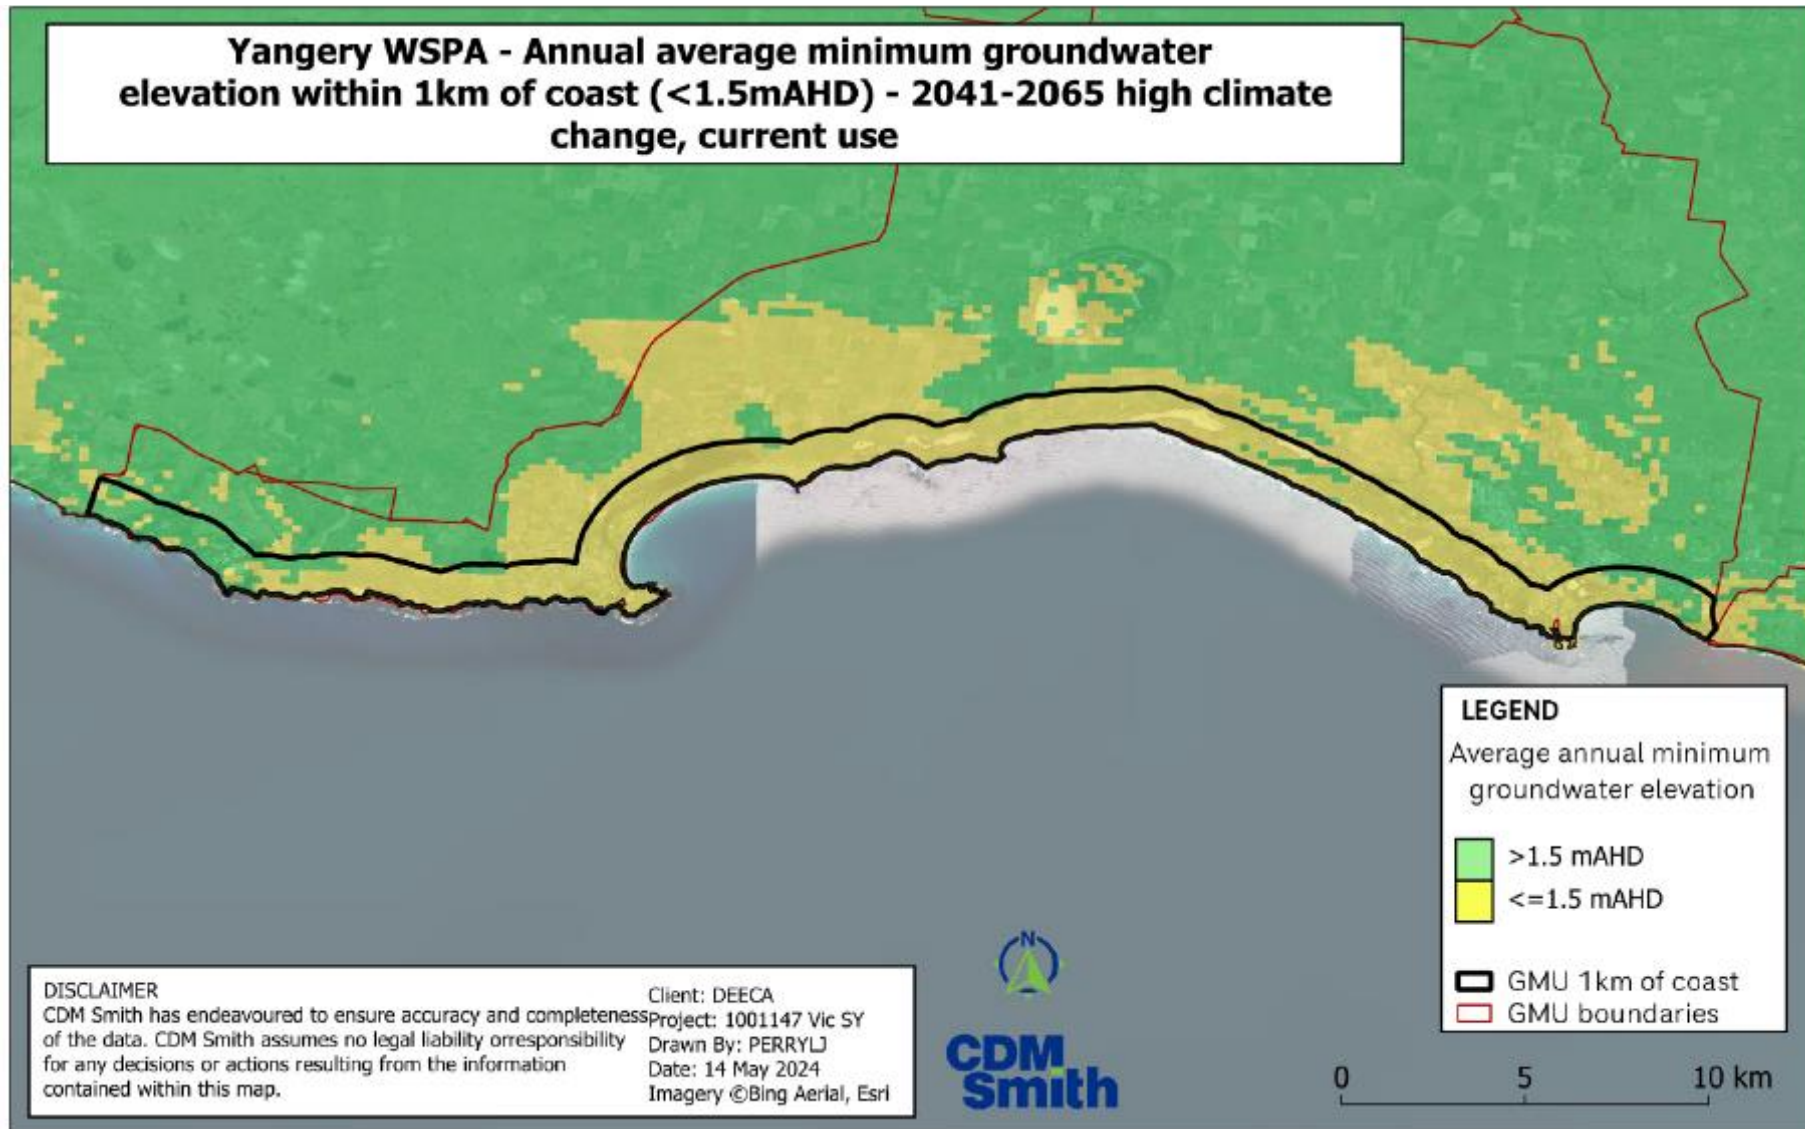 Yangery WSPA - Annual average minimum groundwater
elevation within 1km of coast (<1.5mAHD) - 2041-2065 high climate
change, current use
LEGEND
Average annual minimum
groundwater elevation
>1.5 mAHD
<=1.5 mAHD
GMU 1km of coast
GMU boundaries
DISCLAIMER
CDM Smith has endeavoured to ensure accuracy and completeness
of the data. CDM Smith assumes no legal liability orresponsibility
for any decisions or actions resulting from the information
contained within this map.
Client: DEECA
Project: 1001147 Vic SY
Drawn By: PERRYLJ
Date: 14 May 2024
Imagery ©Bing Aerial, Esri
N
CDM
Smith
0 5 10 km